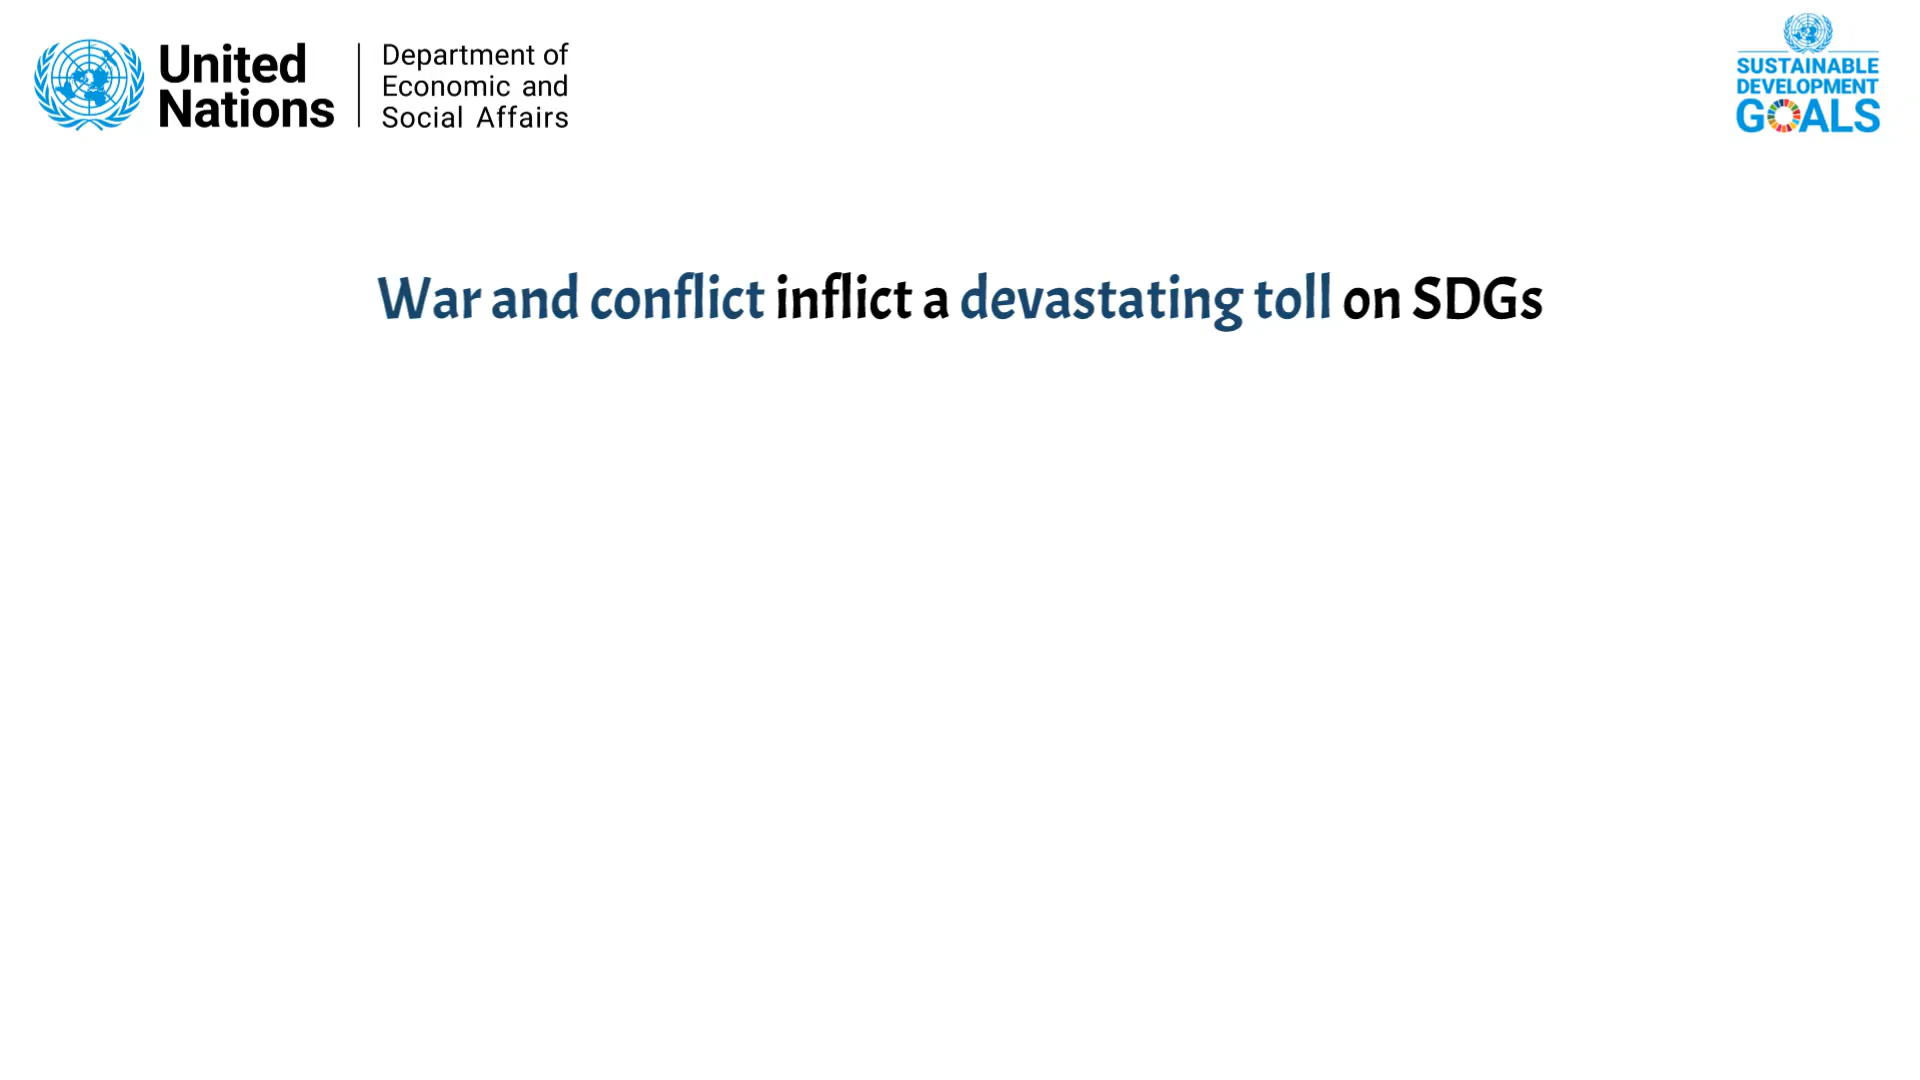 United
Nations
Department of
Economic and
Social Affairs
SUSTAINABLE
DEVELOPMENT
GOALS
War and conflict inflict a devastating toll on SDGs